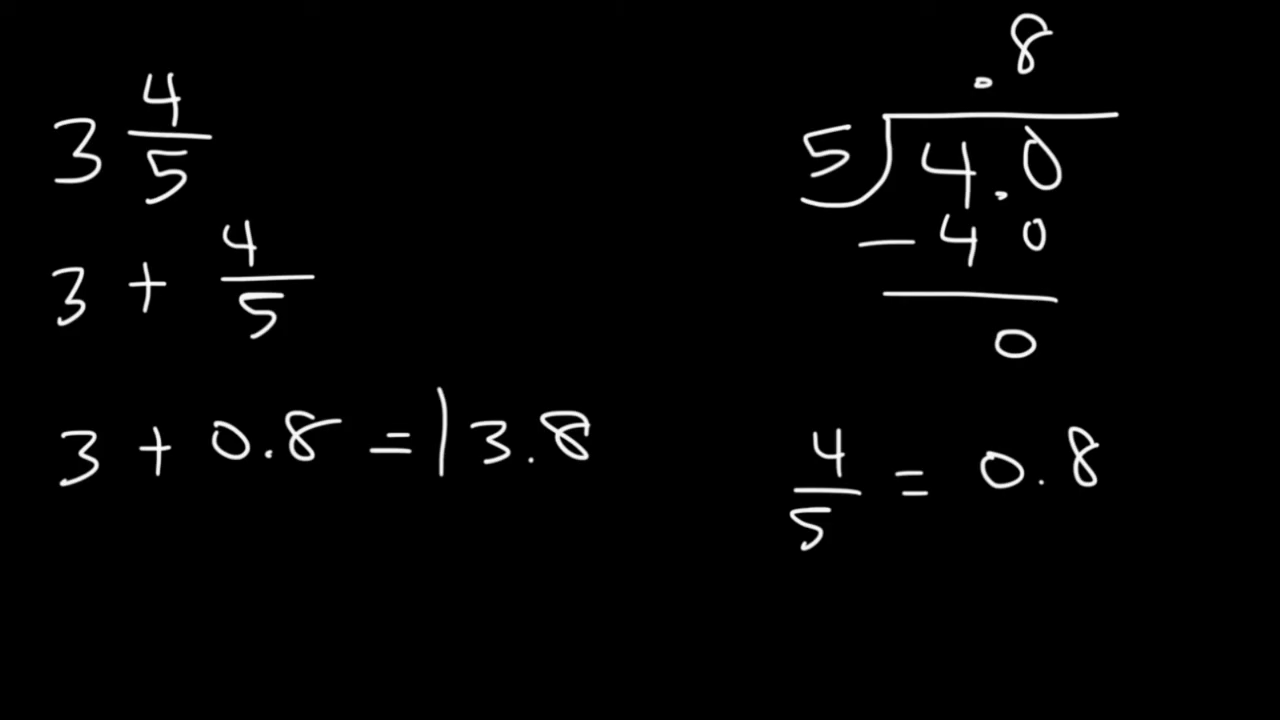 3 4/5
3 + 4/5
3 + 0.8 = |3.8
.8
5)4.0
- 4 0
0
4/5 = 0.8